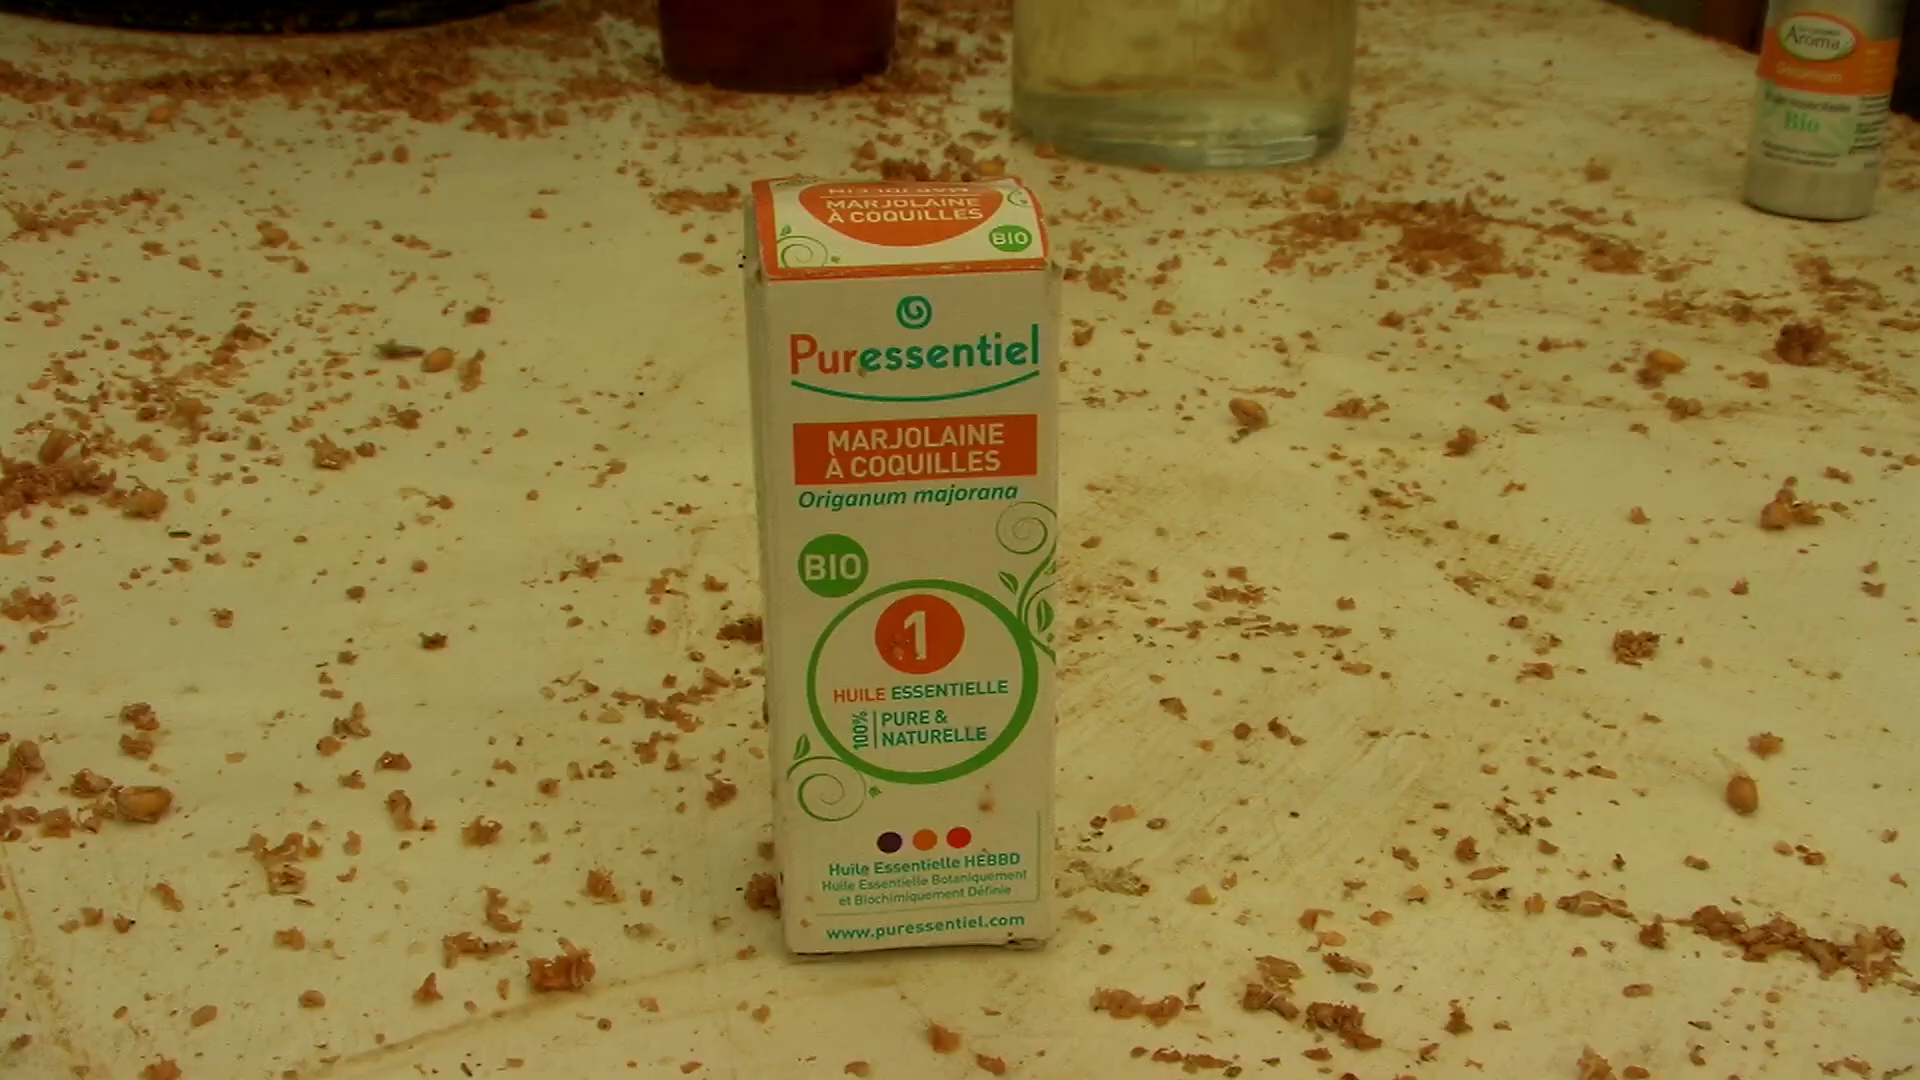 Aroma
Bio
MARJOLAINE
À COQUILLES
BIO
Puressentiel
MARJOLAINE
À COQUILLES
Origanum majorana
BIO
1
HUILE ESSENTIELLE
100%
PURE &
NATURELLE
Huile Essentielle HEBBD
Huile Essentielle Botaniquement
et Biochimiquement Définie
www.puressentiel.com